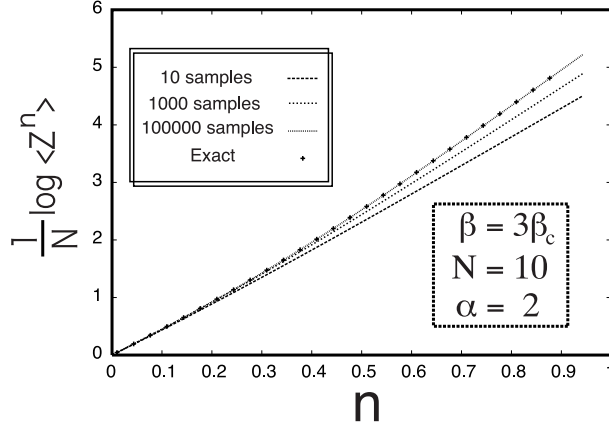 6
5
4
3
2
1
0
1/N log <Z^n>
10 samples
1000 samples
100000 samples
Exact
β = 3β_c
N = 10
α = 2
0 0.1 0.2 0.3 0.4 0.5 0.6 0.7 0.8 0.9 1
n